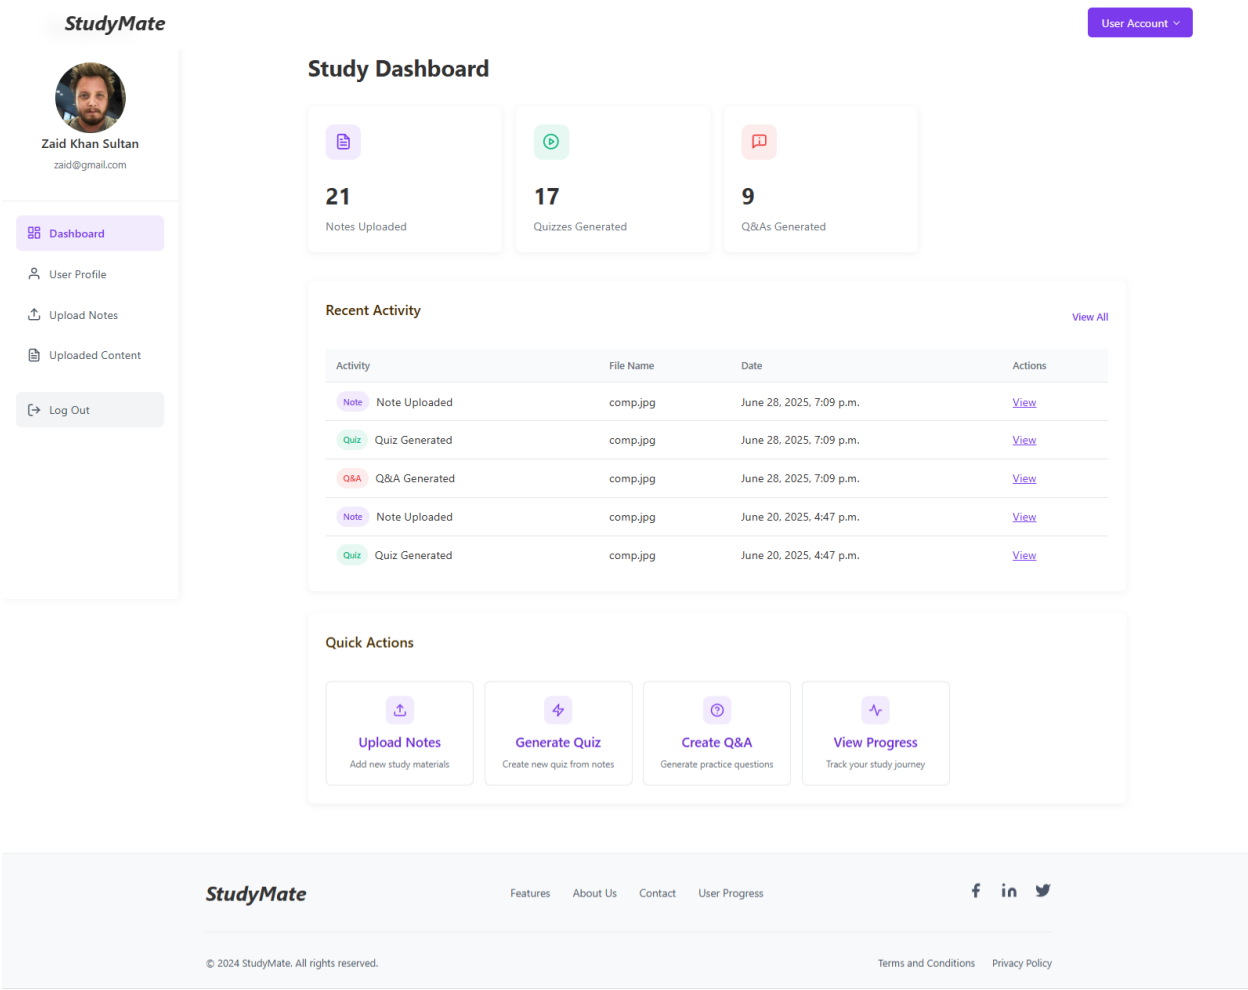 StudyMate
User Account
Zaid Khan Sultan
zaid@gmail.com
Dashboard
User Profile
Upload Notes
Uploaded Content
Log Out
Study Dashboard
21
Notes Uploaded
17
Quizzes Generated
9
Q&As Generated
Recent Activity
View All
Activity File Name Date Actions
Note Note Uploaded comp.jpg June 28, 2025, 7:09 p.m. View
Quiz Quiz Generated comp.jpg June 28, 2025, 7:09 p.m. View
Q&A Q&A Generated comp.jpg June 28, 2025, 7:09 p.m. View
Note Note Uploaded comp.jpg June 20, 2025, 4:47 p.m. View
Quiz Quiz Generated comp.jpg June 20, 2025, 4:47 p.m. View
Quick Actions
Upload Notes
Add new study materials
Generate Quiz
Create new quiz from notes
Create Q&A
Generate practice questions
View Progress
Track your study journey
StudyMate
Features About Us Contact User Progress
© 2024 StudyMate. All rights reserved.
Terms and Conditions Privacy Policy